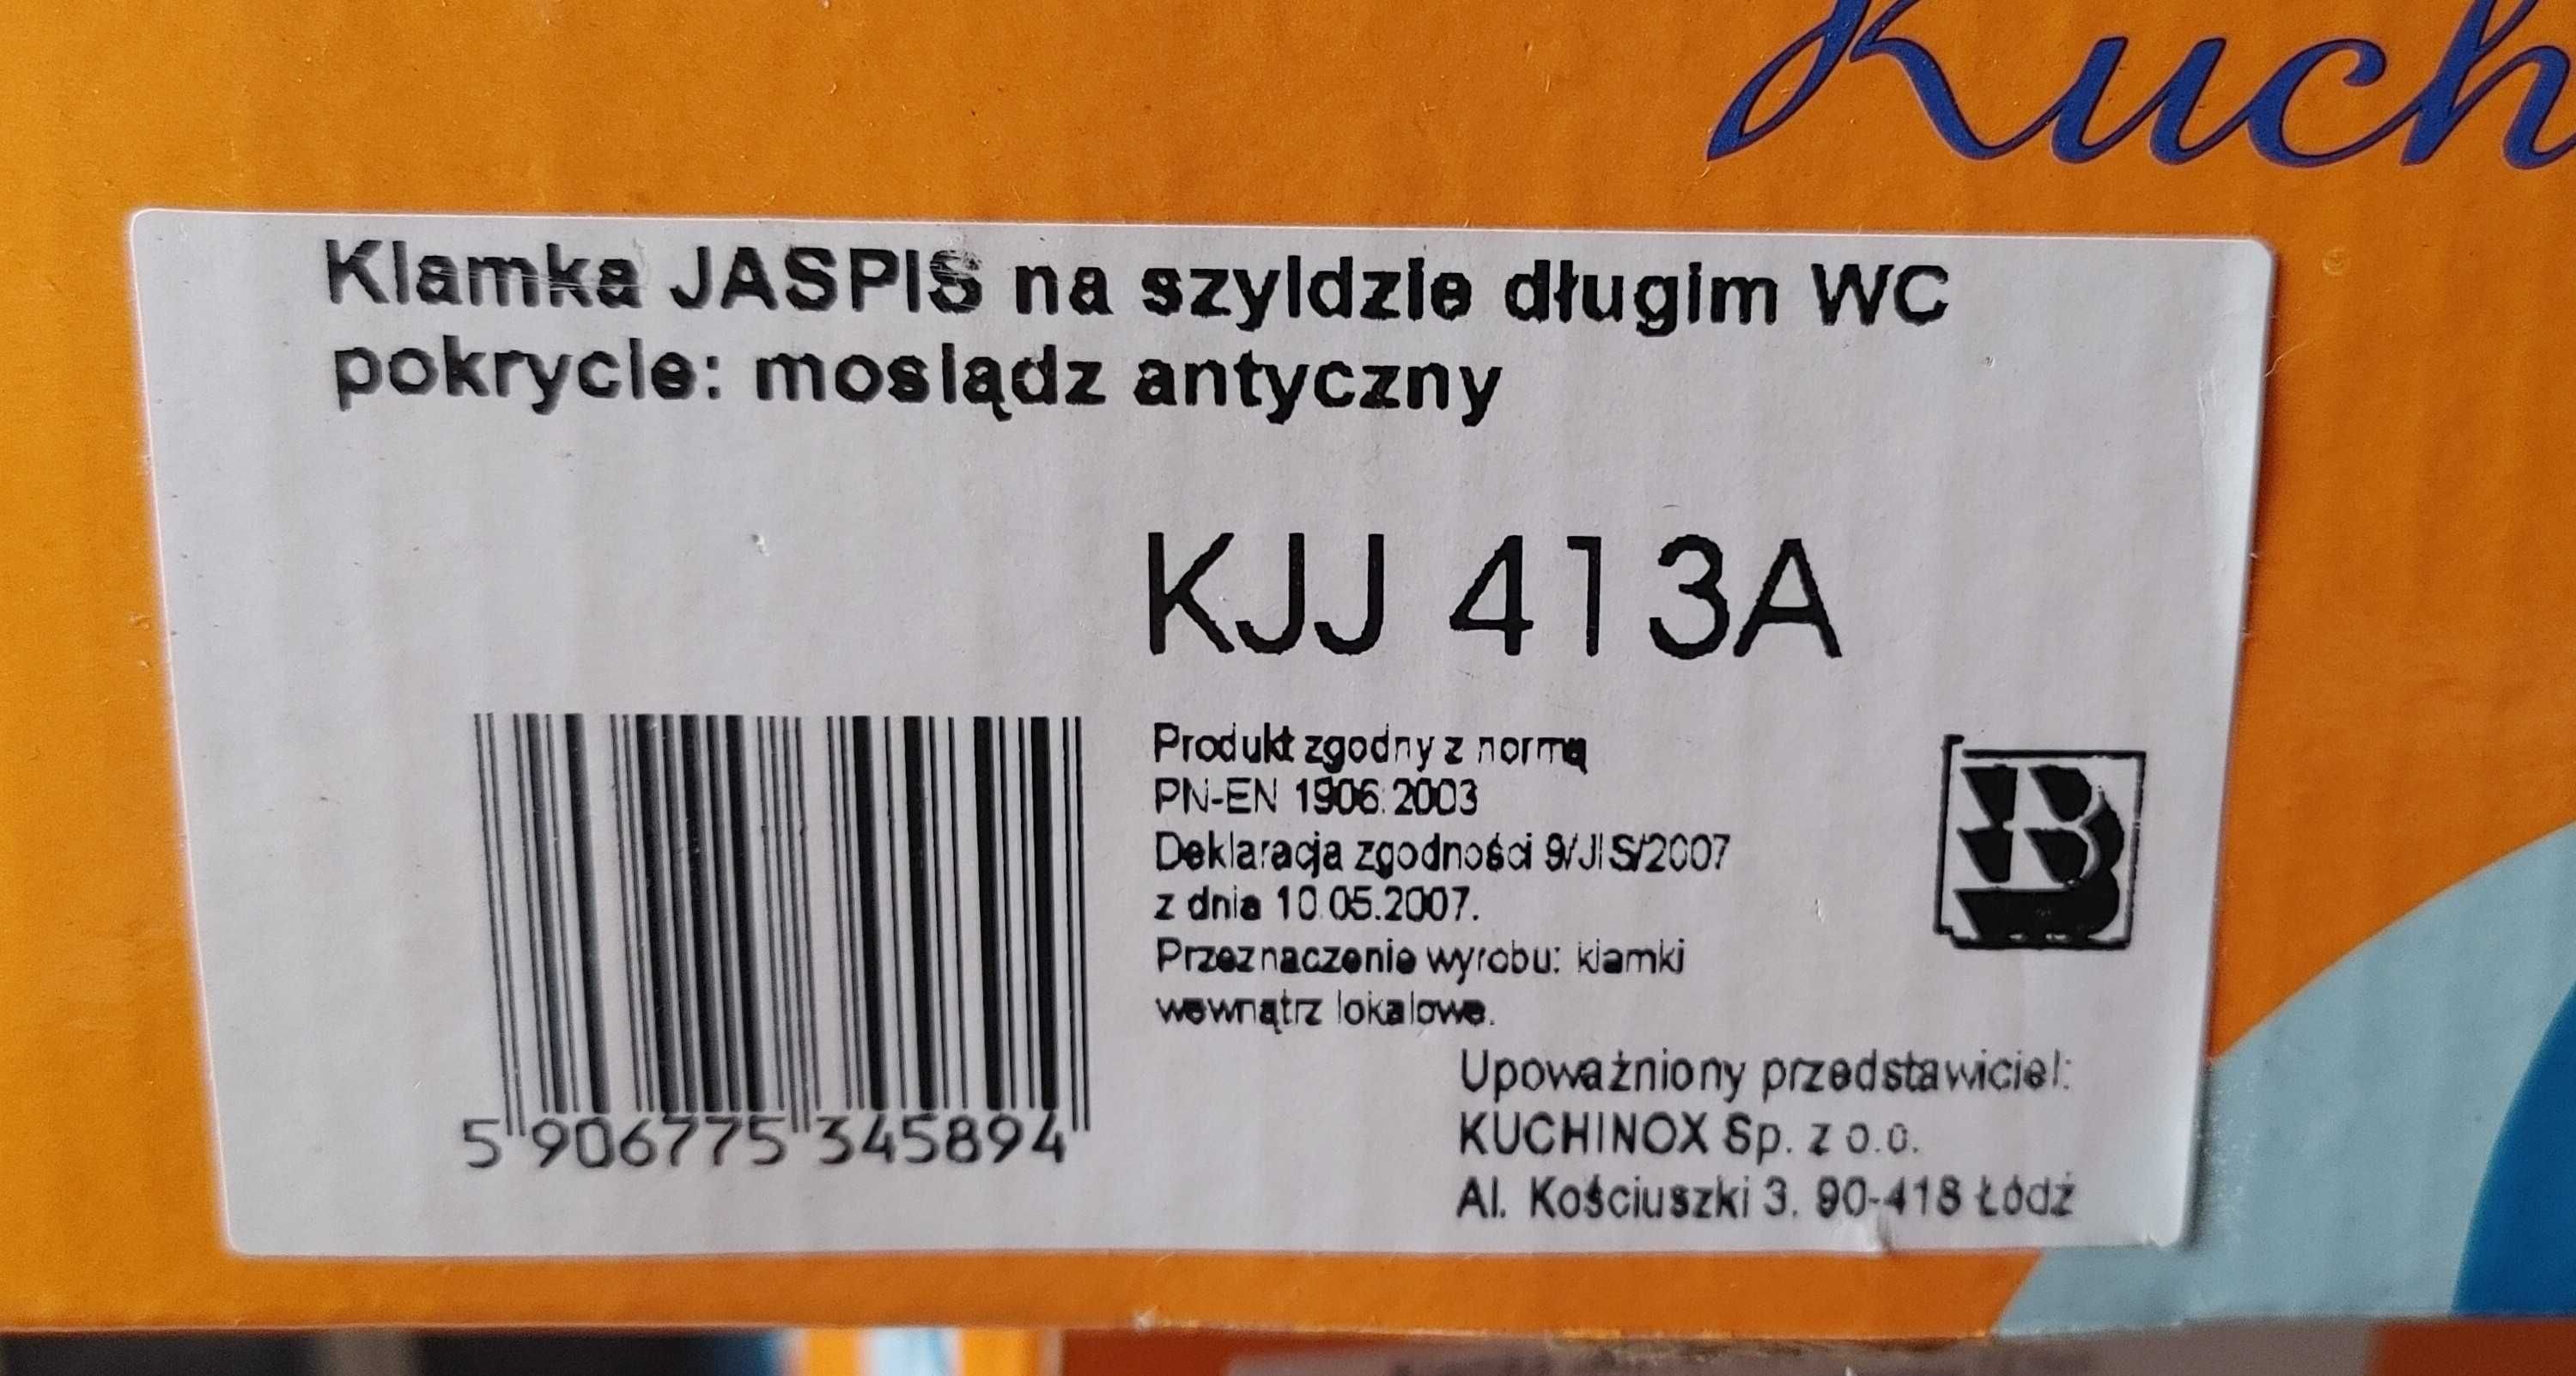 Kuch
Klamka JASPIS na szyldzie długim WC
pokrycie: mosiądz antyczny
KJJ 413A
Produkt zgodny z normą
PN-EN 1906:2003
Deklaracja zgodności 9/JIS/2007
z dnia 10.05.2007.
Przeznaczenie wyrobu: klamki
wewnątrz lokalowe.
5 906775 345894
Upoważniony przedstawiciel:
KUCHINOX Sp. z o.o.
Al. Kościuszki 3. 90-418 Łódź